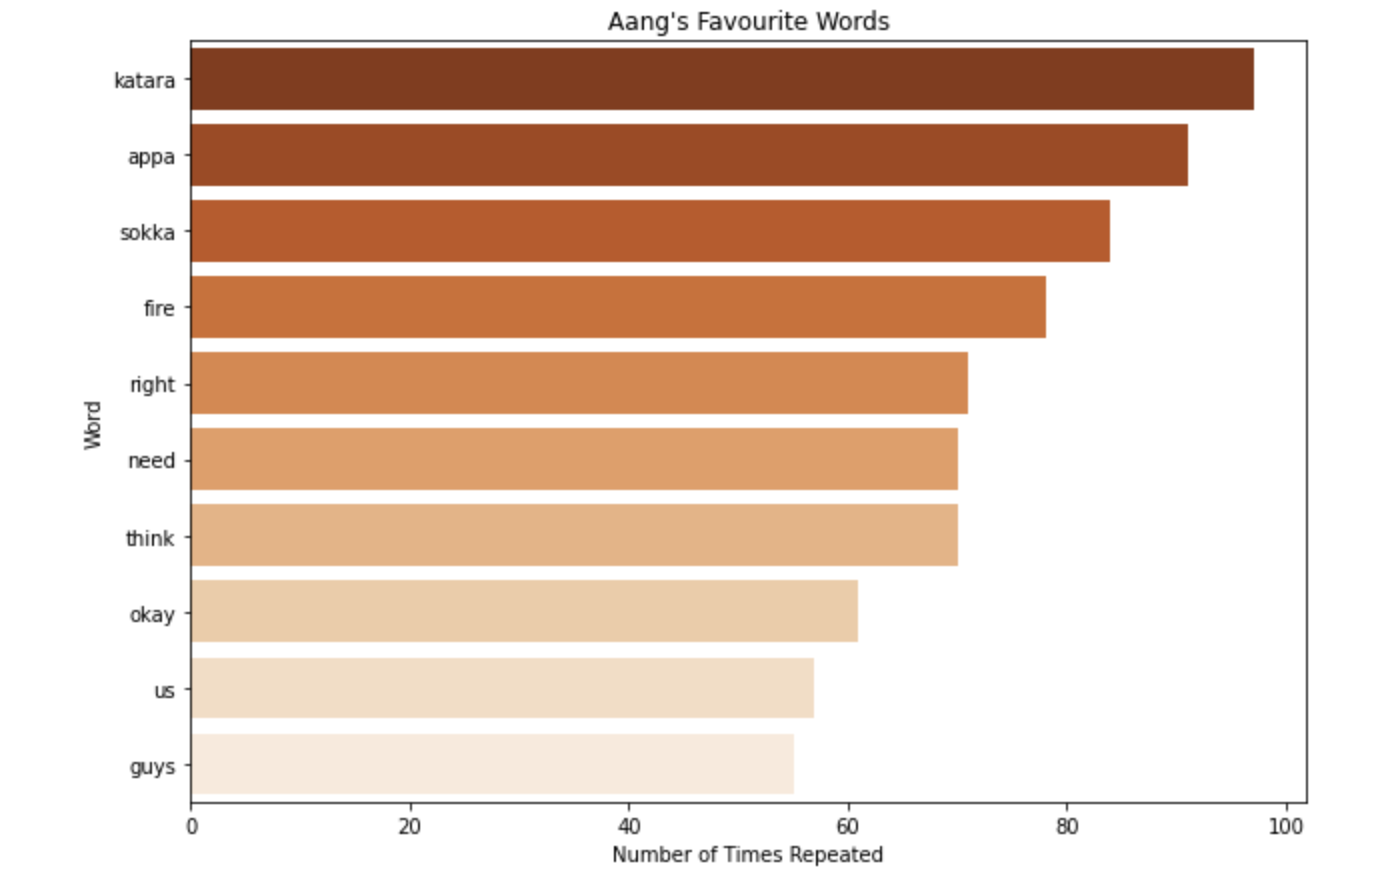 Aang's Favourite Words
katara
appa
sokka
fire
right
need
think
okay
us
guys
Word
0 20 40 60 80 100
Number of Times Repeated